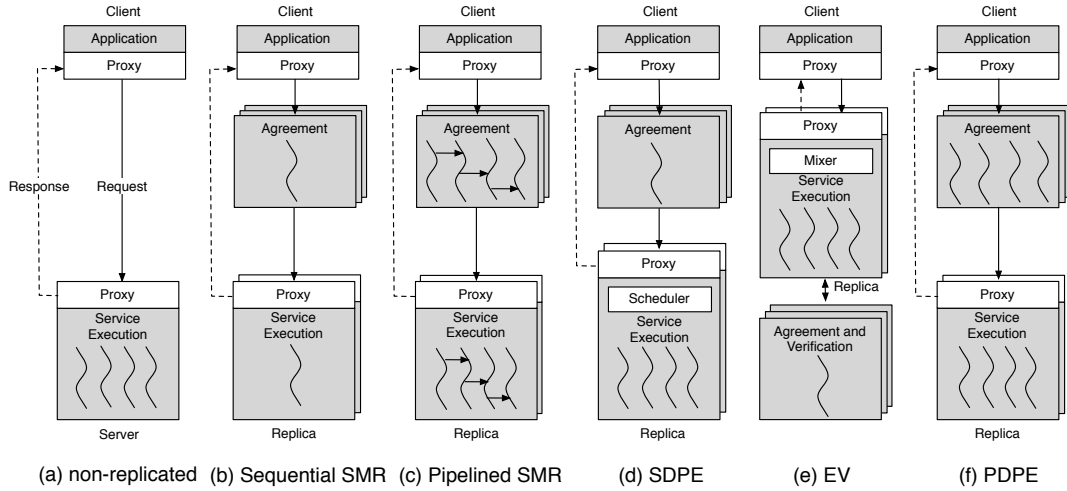 Client
Application
Proxy
Response
Request
Proxy
Service
Execution
Server
(a) non-replicated
Client
Application
Proxy
Agreement
Proxy
Service
Execution
Replica
(b) Sequential SMR
Client
Application
Proxy
Agreement
Proxy
Service
Execution
Replica
(c) Pipelined SMR
Client
Application
Proxy
Agreement
Proxy
Scheduler
Service
Execution
Replica
(d) SDPE
Client
Application
Proxy
Proxy
Mixer
Service
Execution
Replica
Agreement and
Verification
(e) EV
Client
Application
Proxy
Agreement
Proxy
Service
Execution
Replica
(f) PDPE